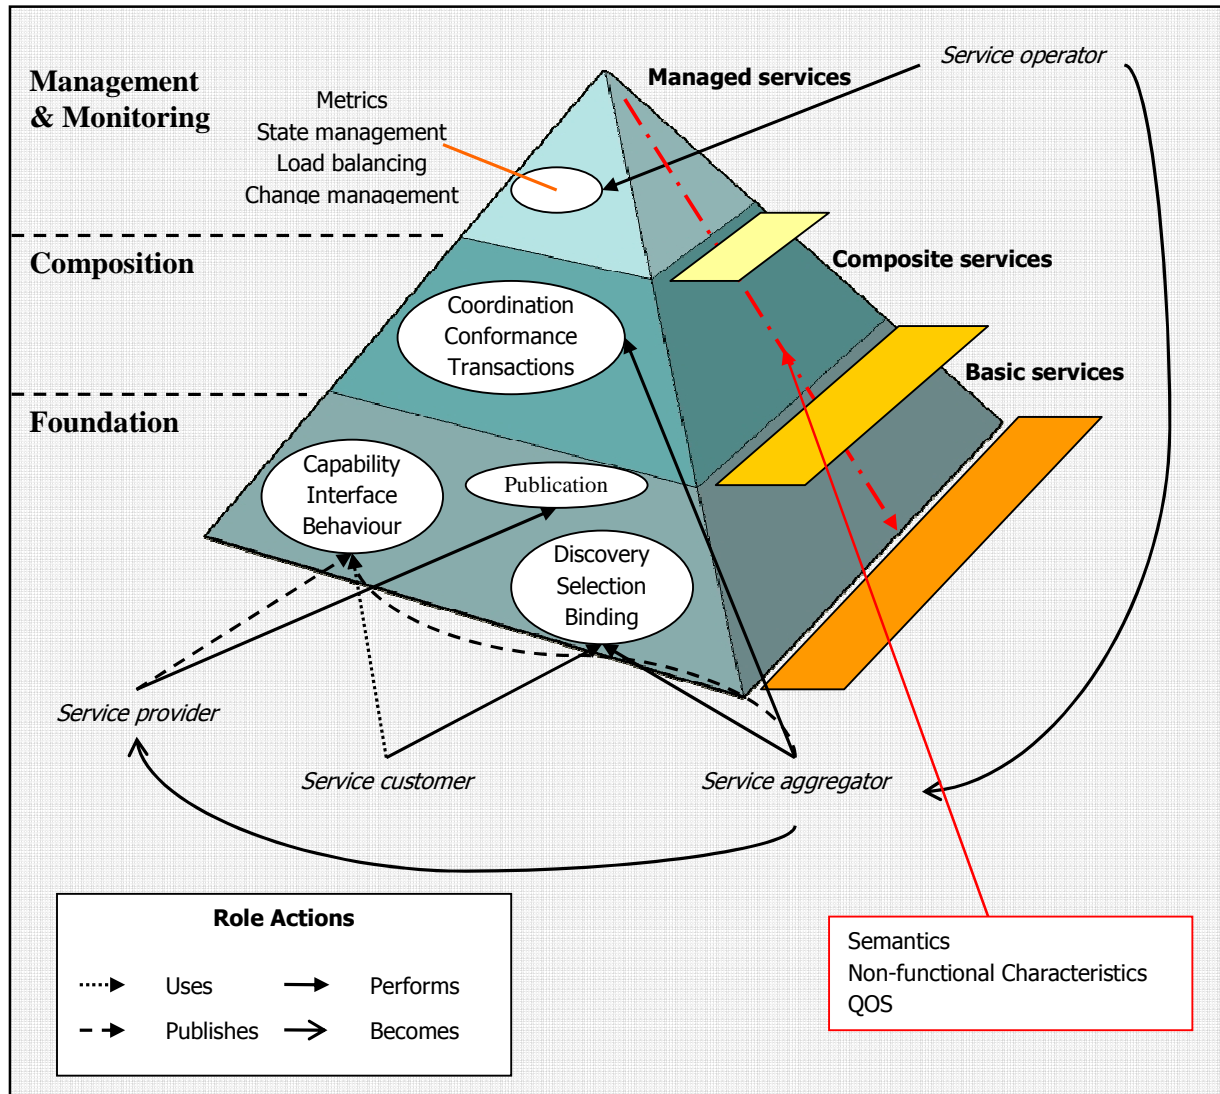 Management
& Monitoring
Metrics
State management
Load balancing
Change management
Managed services
Service operator
Composition
Coordination
Conformance
Transactions
Composite services
Foundation
Capability
Interface
Behaviour
Publication
Discovery
Selection
Binding
Basic services
Service provider
Service customer
Service aggregator
Role Actions
Uses
Performs
Publishes
Becomes
Semantics
Non-functional Characteristics
QOS